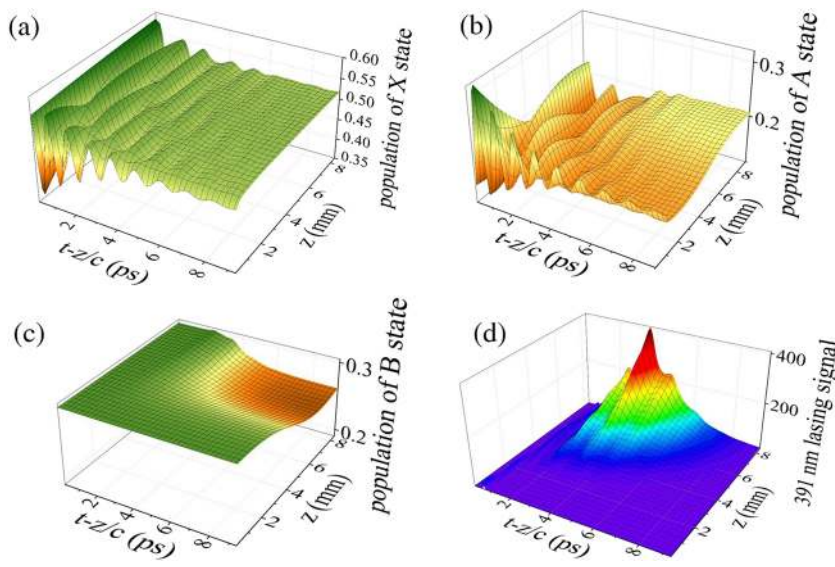 (a)
0.60
0.55
0.50
0.45
0.40
0.35
population of X state
2
4
6
8
t-z/c (ps)
2
4
6
8
z (mm)
(b)
0.3
0.2
population of A state
2
4
6
8
t-z/c (ps)
2
4
6
8
z (mm)
(c)
0.3
0.2
population of B state
2
4
6
8
t-z/c (ps)
2
4
6
8
z (mm)
(d)
400
200
391 nm lasing signal
2
4
6
8
t-z/c (ps)
2
4
6
8
z (mm)